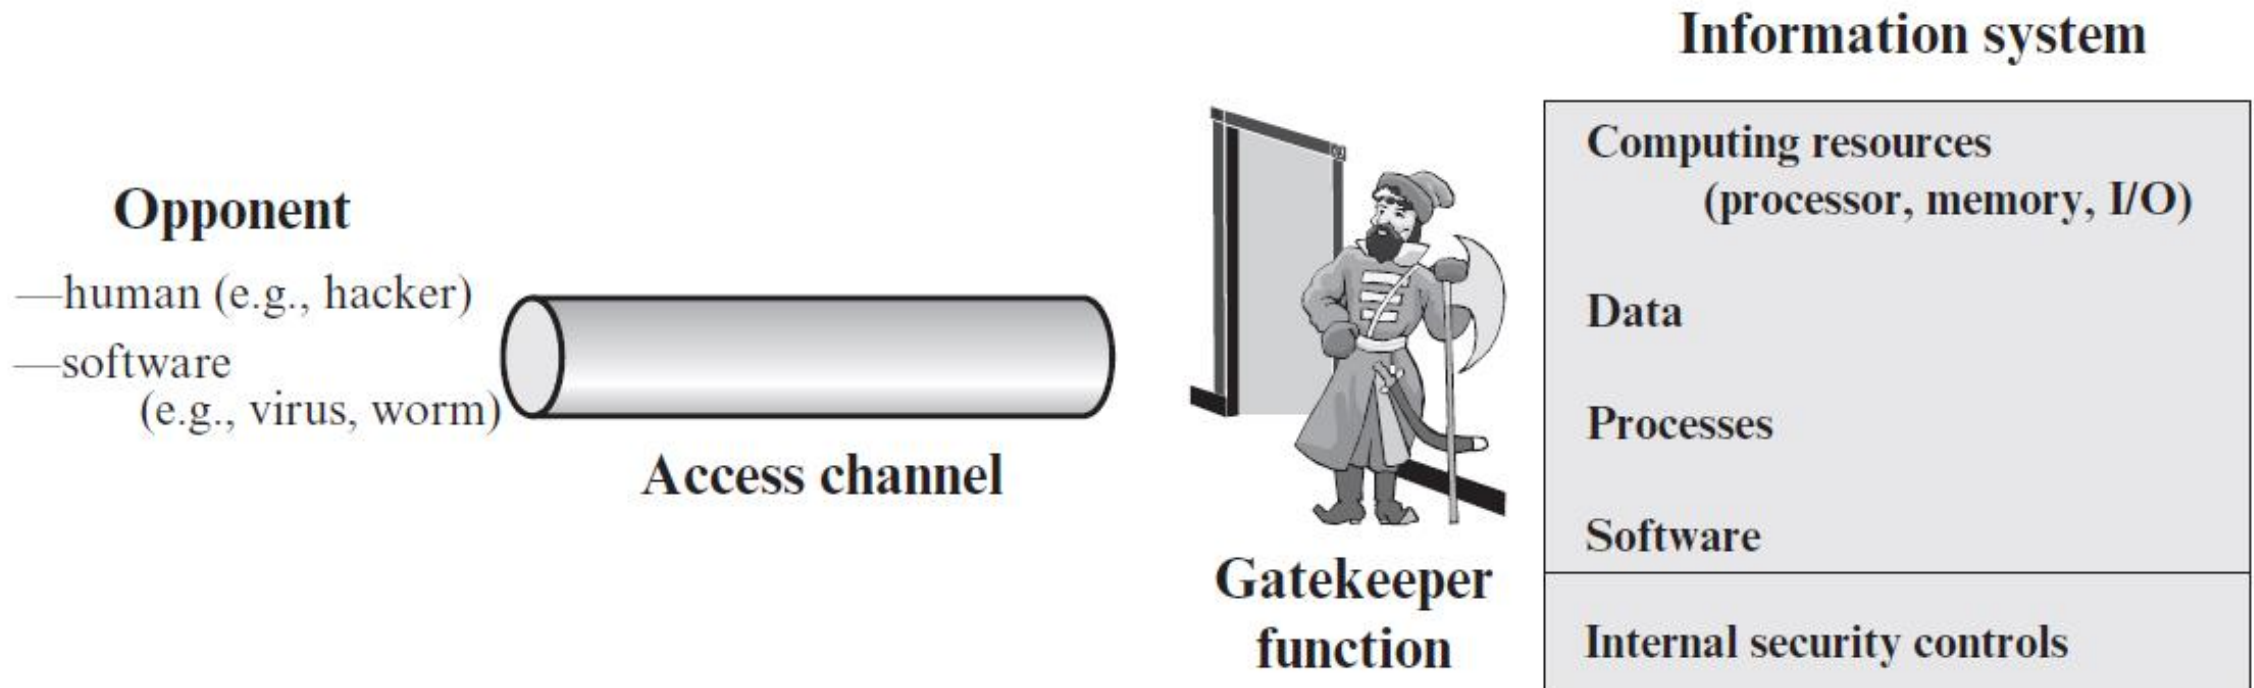 Opponent
—human (e.g., hacker)
—software
(e.g., virus, worm)
Access channel
Gatekeeper
function
Information system
Computing resources
(processor, memory, I/O)
Data
Processes
Software
Internal security controls